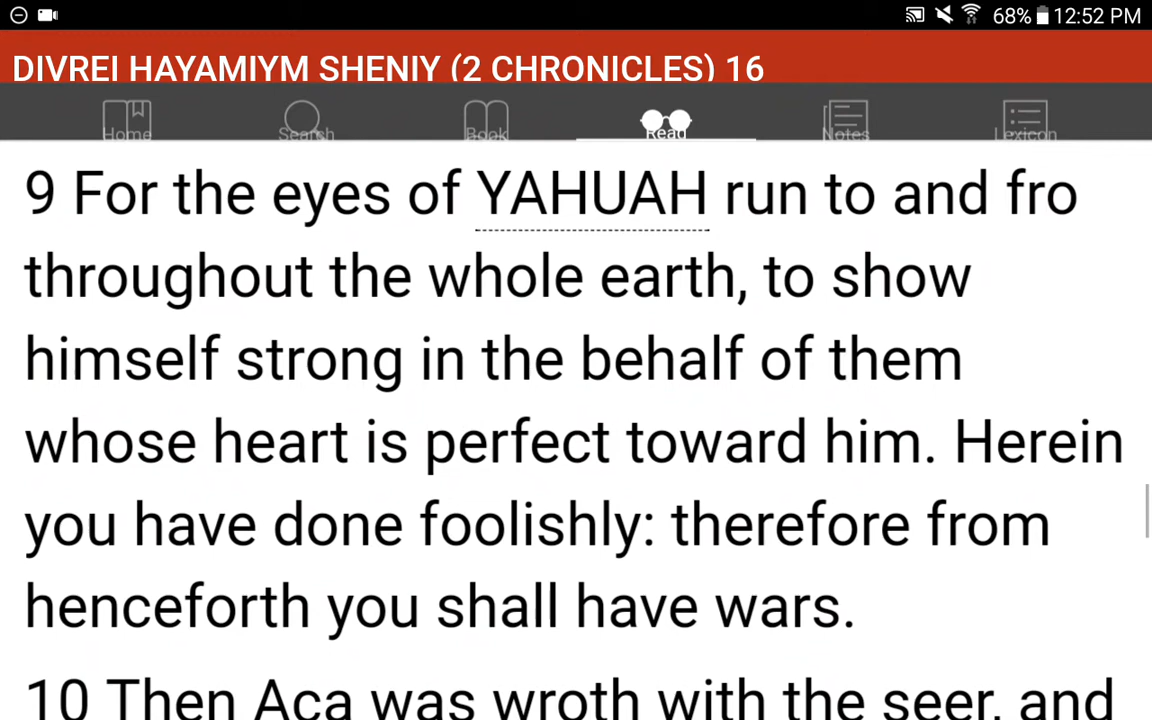 68% 12:52 PM
DIVREI HAYAMIYM SHENIY (2 CHRONICLES) 16
Home Search Book Read Notes Lexicon
9 For the eyes of YAHUAH run to and fro
throughout the whole earth, to show
himself strong in the behalf of them
whose heart is perfect toward him. Herein
you have done foolishly: therefore from
henceforth you shall have wars.
10 Then Aca was wroth with the seer, and